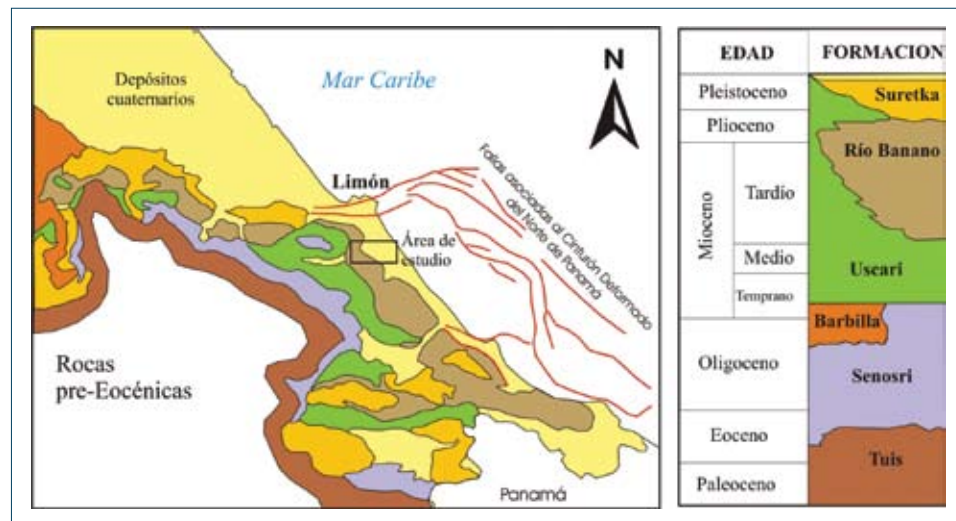 Depósitos
cuaternarios
Mar Caribe
N
Limón
Fallas asociadas al Cinturón Deformado
del Norte de Panamá
Área de
estudio
Rocas
pre-Eocénicas
Panamá
EDAD
FORMACION
Pleistoceno
Suretka
Plioceno
Río Banano
Mioceno
Tardío
Medio
Uscari
Temprano
Barbilla
Oligoceno
Senosri
Eoceno
Tuis
Paleoceno